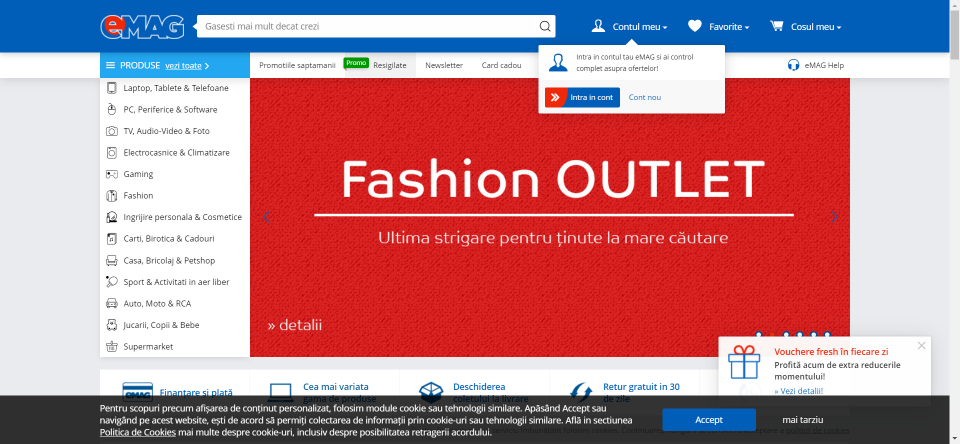 eMAG
Gasesti mai mult decat crezi
Contul meu
Favorite
Cosul meu
Intra in contul tau eMAG si ai control
complet asupra ofertelor!
Intra in cont
Cont nou
PRODUSE vezi toate
Promotiile saptamanii
Promo
Resigilate
Newsletter
Card cadou
eMAG Help
Laptop, Tablete & Telefoane
PC, Periferice & Software
TV, Audio-Video & Foto
Electrocasnice & Climatizare
Gaming
Fashion
Ingrijire personala & Cosmetice
Carti, Birotica & Cadouri
Casa, Bricolaj & Petshop
Sport & Activitati in aer liber
Auto, Moto & RCA
Jucarii, Copii & Bebe
Supermarket
Fashion OUTLET
Ultima strigare pentru ținute la mare căutare
» detalii
Vouchere fresh în fiecare zi
Profită acum de extra reducerile
momentului!
» Vezi detalii!
Finantare si plată
Cea mai variata
gama de produse
Deschiderea
coletului la livrare
Retur gratuit in 30
de zile
Pentru scopuri precum afișarea de conținut personalizat, folosim module cookie sau tehnologii similare. Apăsând Accept sau
navigând pe acest website, ești de acord să permiți colectarea de informații prin cookie-uri sau tehnologii similare. Află in sectiunea
Politica de Cookies mai multe despre cookie-uri, inclusiv despre posibilitatea retragerii acordului.
Accept
mai tarziu